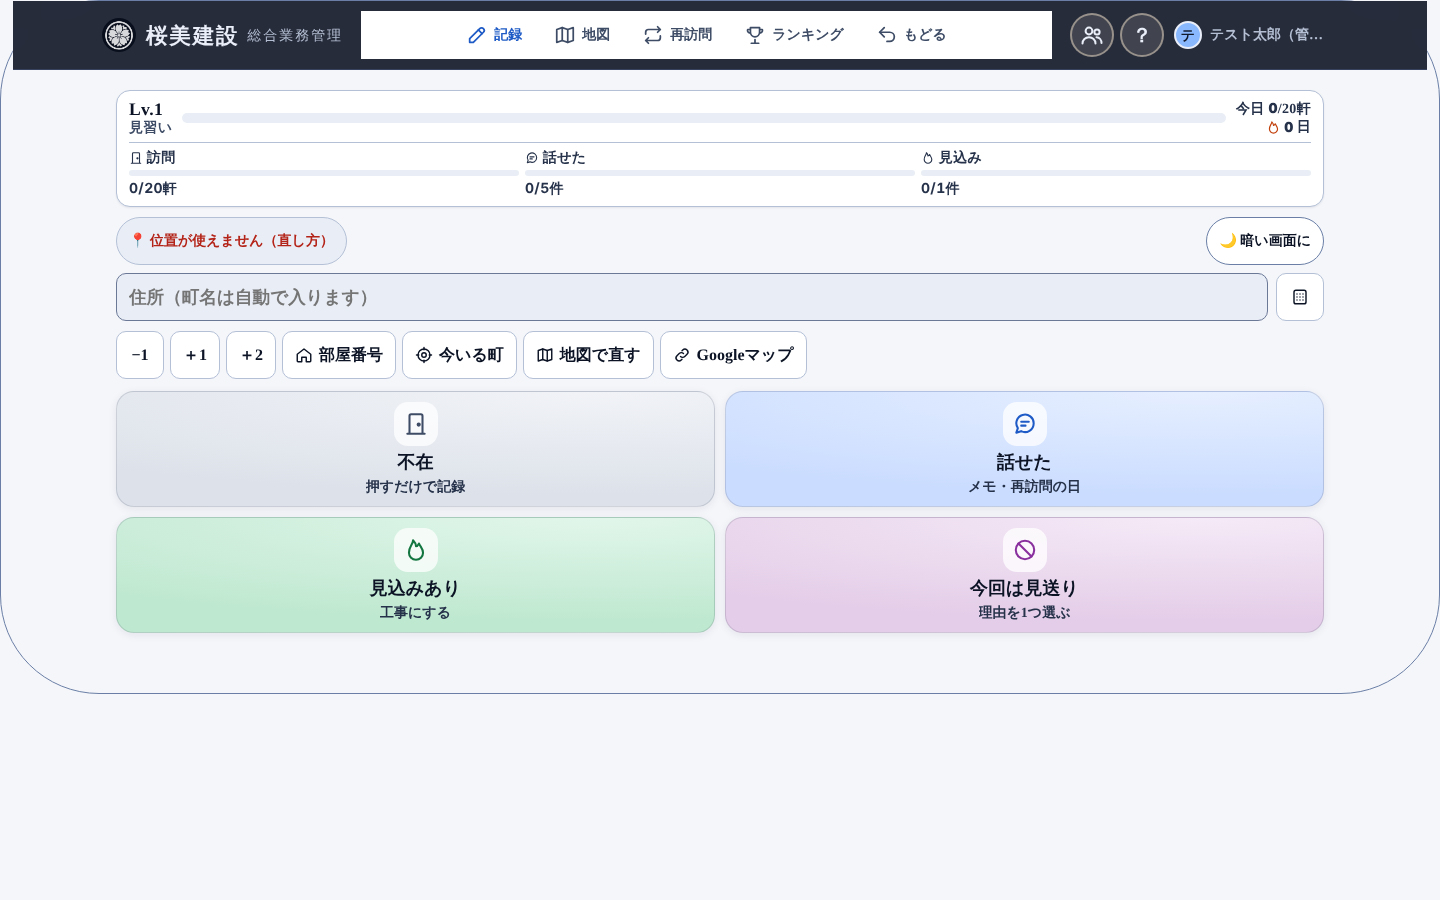 桜美建設 総合業務管理 記録 地図 再訪問 ランキング もどる ? テ テスト太郎（管…
Lv.1
見習い
今日 0/20軒
0日
訪問 話せた 見込み
0/20軒 0/5件 0/1件
位置が使えません（直し方） 暗い画面に
住所（町名は自動で入ります）
−1 ＋1 ＋2 部屋番号 今いる町 地図で直す Googleマップ
不在
押すだけで記録
話せた
メモ・再訪問の日
見込みあり
工事にする
今回は見送り
理由を1つ選ぶ